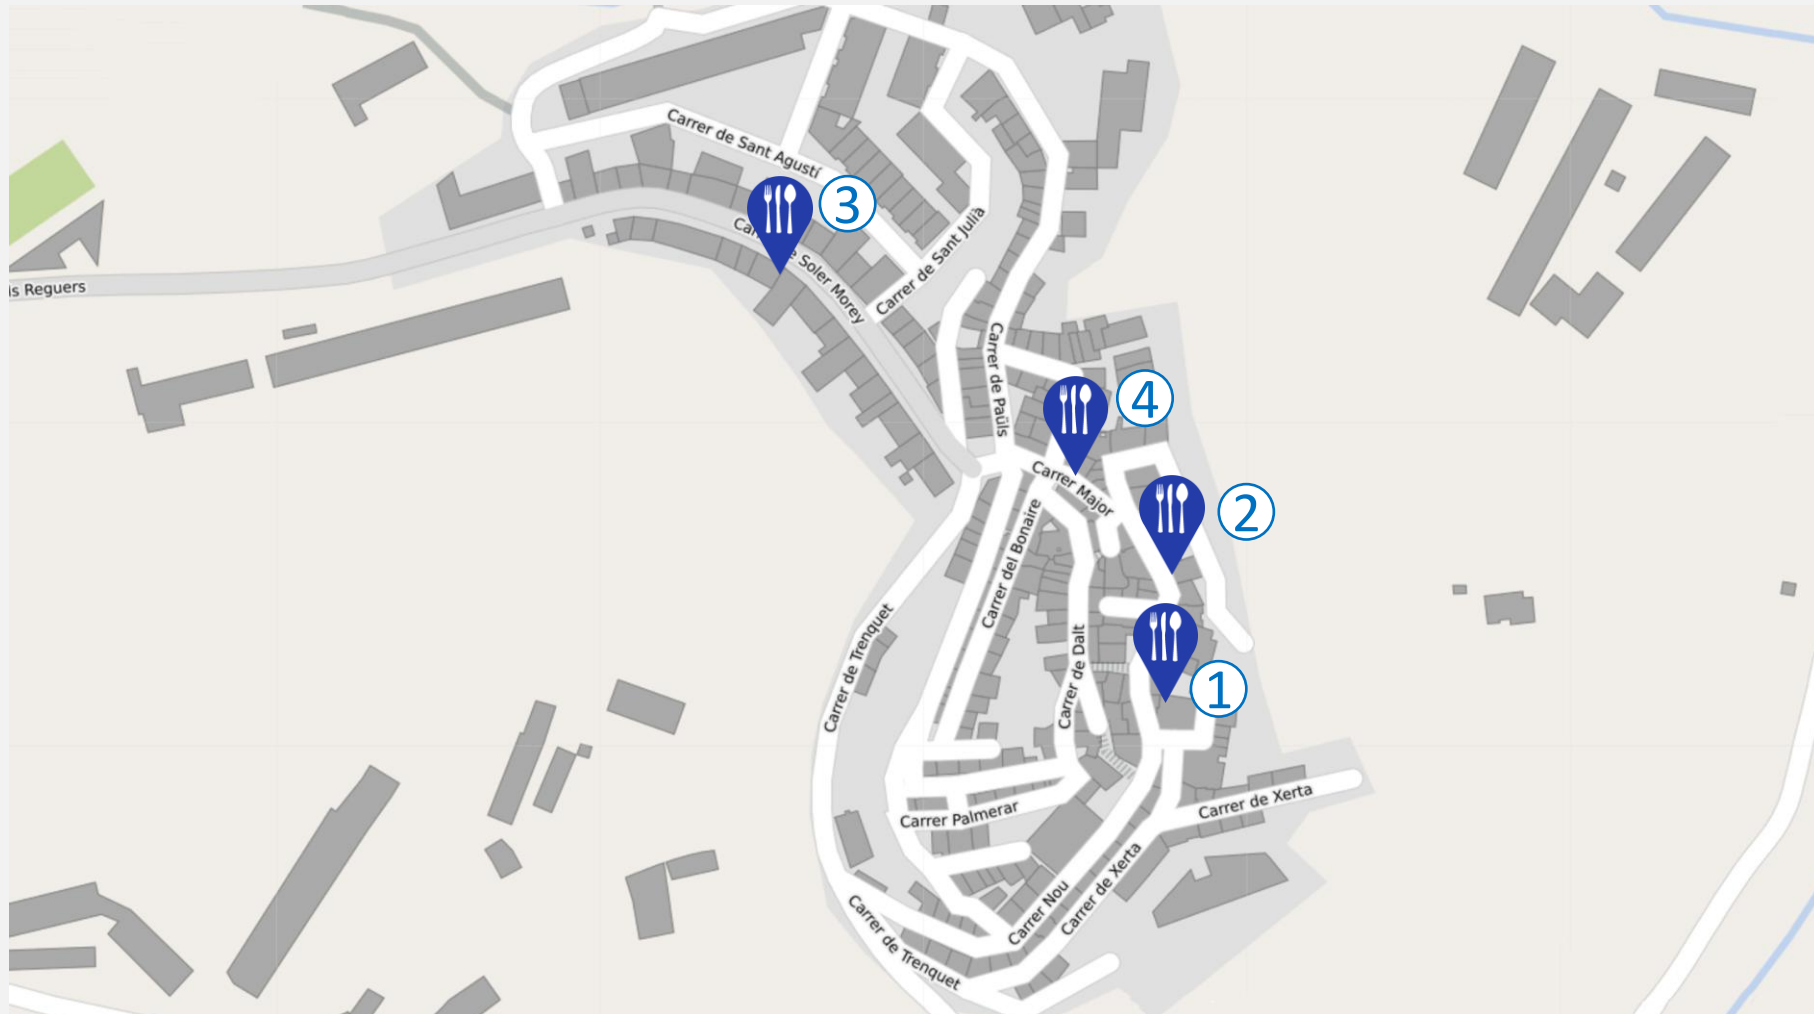 Carrer de Sant Agustí
3
Carrer de Sant Julià
de Soler Morey
is Reguers
Carrer de Paüls
4
Carrer Major
2
Carrer del Bonaire
Carrer de Trenquet
Carrer de Dalt
1
Carrer de Xerta
Carrer Palmerar
Carrer Nou
Carrer de Xerta
Carrer de Trenquet